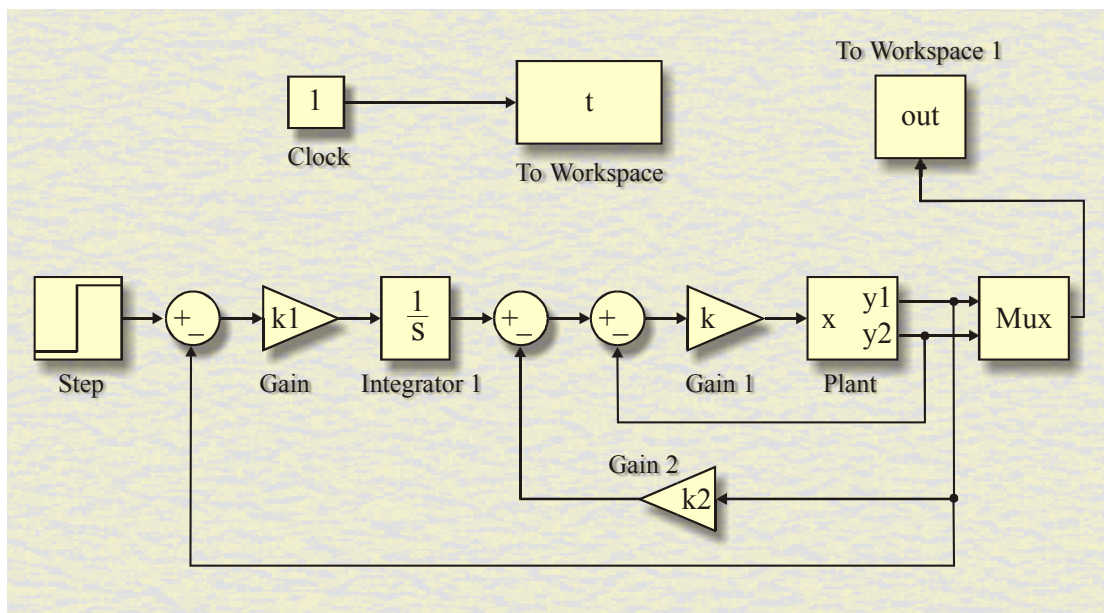 To Workspace 1
1
t
out
Clock
To Workspace
+
−
k1
1
s
+
−
+
−
k
x
y1
y2
Mux
Step
Gain
Integrator 1
Gain 1
Plant
Gain 2
k2